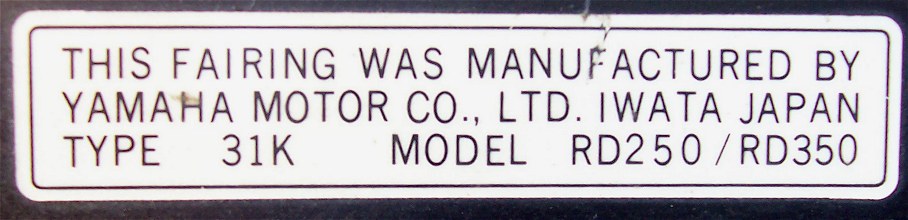 THIS FAIRING WAS MANUFACTURED BY
YAMAHA MOTOR CO., LTD. IWATA JAPAN
TYPE 31K MODEL RD250/RD350